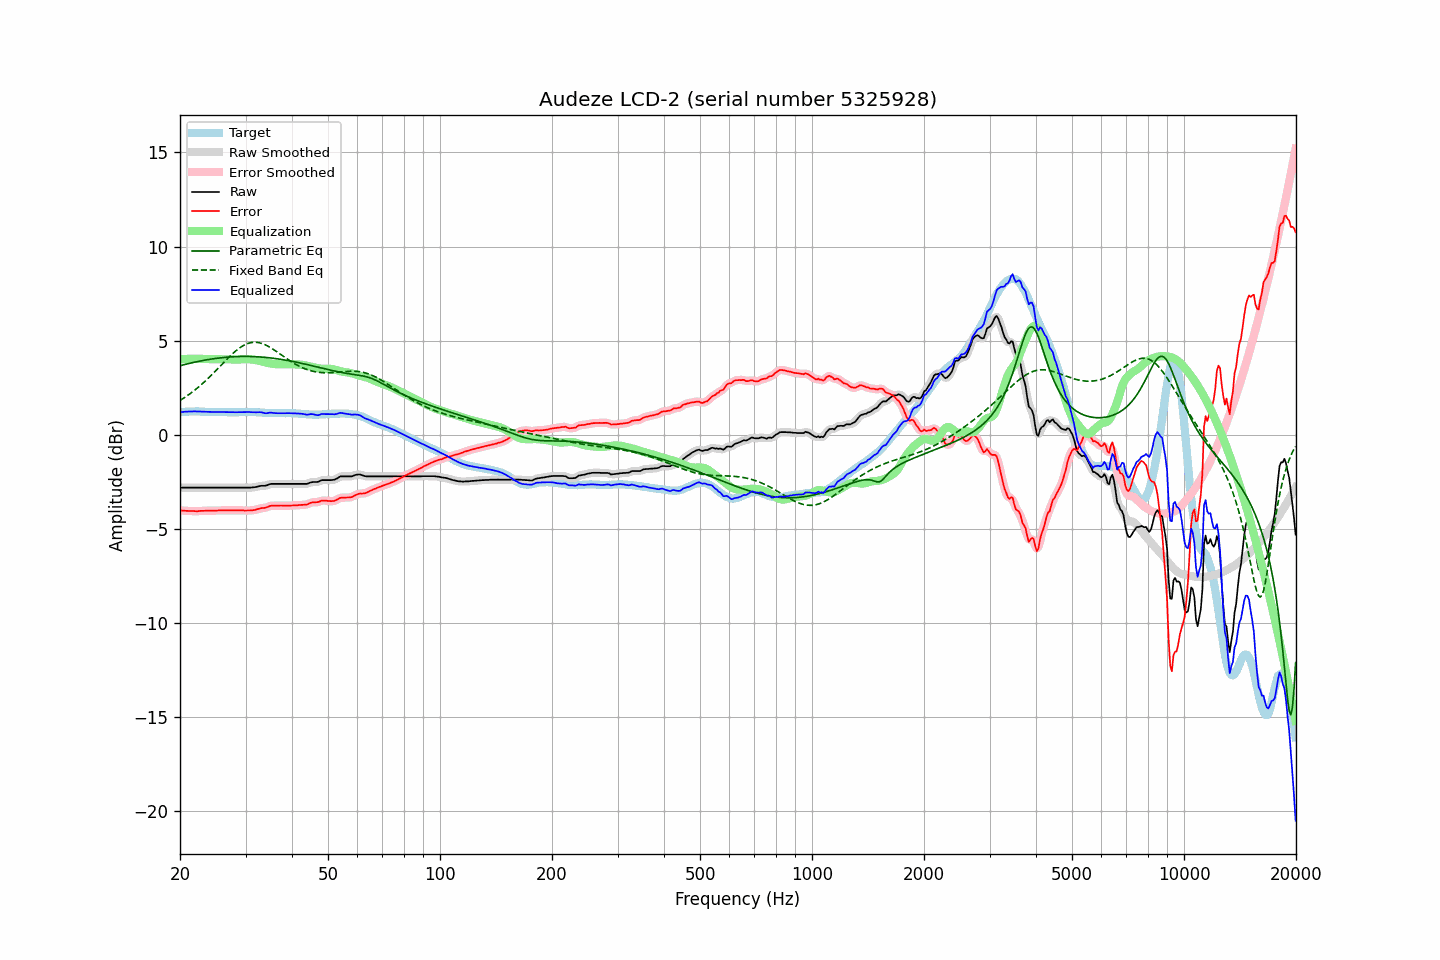 Audeze LCD-2 (serial number 5325928)
Target
Raw Smoothed
Error Smoothed
Raw
Error
Equalization
Parametric Eq
Fixed Band Eq
Equalized
Amplitude (dBr)
15
10
5
0
−5
−10
−15
−20
20
50
100
200
500
1000
2000
5000
10000
20000
Frequency (Hz)